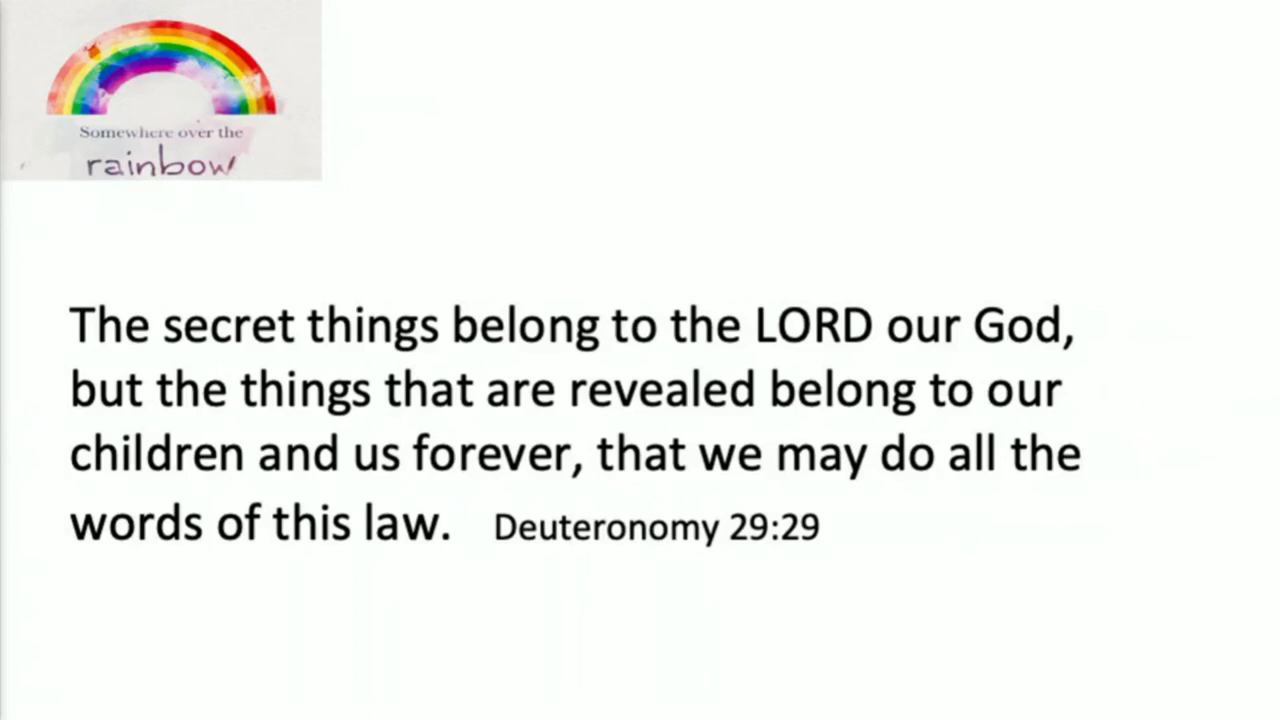 Somewhere over the
rainbow
The secret things belong to the LORD our God,
but the things that are revealed belong to our
children and us forever, that we may do all the
words of this law. Deuteronomy 29:29